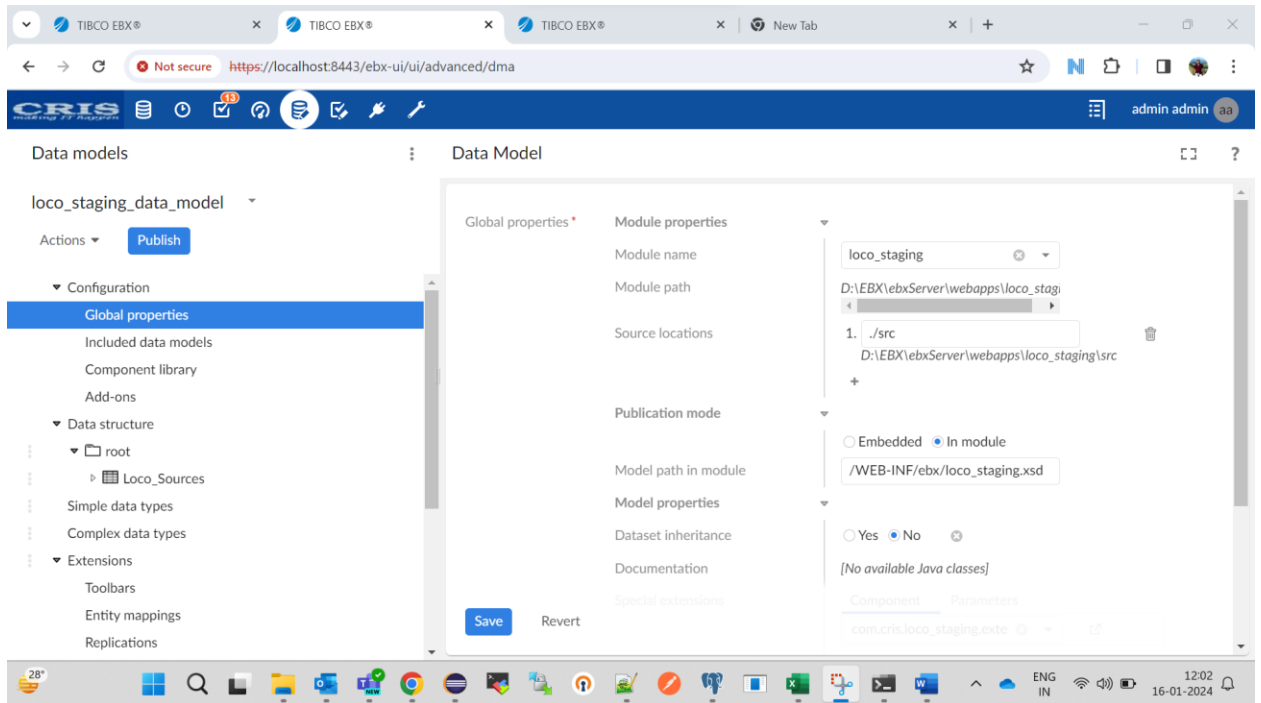 TIBCO EBX®
TIBCO EBX®
TIBCO EBX®
New Tab
Not secure https://localhost:8443/ebx-ui/ui/advanced/dma
CRIS
making IT happen
13
admin admin aa
Data models
Data Model
?
loco_staging_data_model
Actions
Publish
Configuration
Global properties
Included data models
Component library
Add-ons
Data structure
root
Loco_Sources
Simple data types
Complex data types
Extensions
Toolbars
Entity mappings
Replications
Global properties*
Module properties
Module name
loco_staging
Module path
D:\EBX\ebxServer\webapps\loco_stagi
Source locations
1. ./src
D:\EBX\ebxServer\webapps\loco_staging\src
+
Publication mode
Embedded In module
Model path in module
/WEB-INF/ebx/loco_staging.xsd
Model properties
Dataset inheritance
Yes No
Documentation
[No available Java classes]
Special extensions
Component Parameters
com.cris.loco_staging.exte
Save Revert
28°
NEW
ENG
IN
12:02
16-01-2024